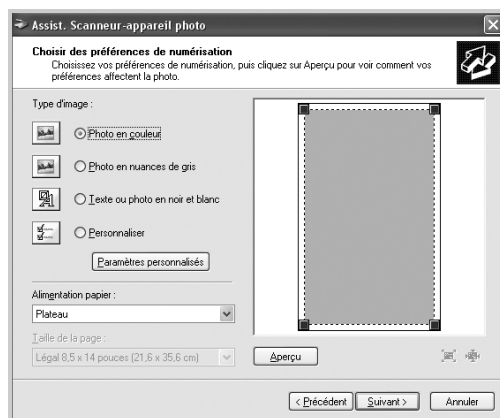 Assist. Scanneur-appareil photo
Choisir des préférences de numérisation
Choisissez vos préférences de numérisation, puis cliquez sur Aperçu pour voir comment vos
préférences affectent la photo.
Type d'image :
Photo en couleur
Photo en nuances de gris
Texte ou photo en noir et blanc
Personnaliser
Paramètres personnalisés
Alimentation papier :
Plateau
Taille de la page :
Légal 8,5 x 14 pouces (21,6 x 35,6 cm)
Aperçu
< Précédent
Suivant >
Annuler